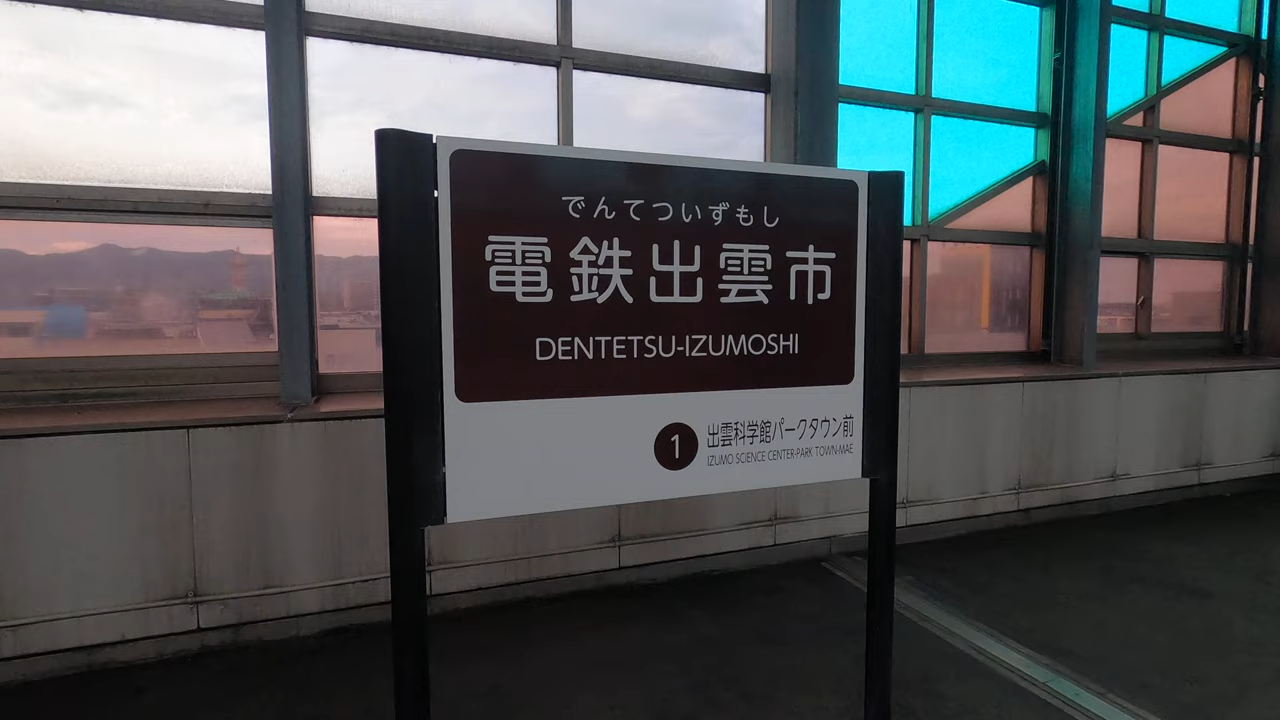 でんてついずもし
電鉄出雲市
DENTETSU-IZUMOSHI
1
出雲科学館パークタウン前
IZUMO SCIENCE CENTER-PARK TOWN-MAE